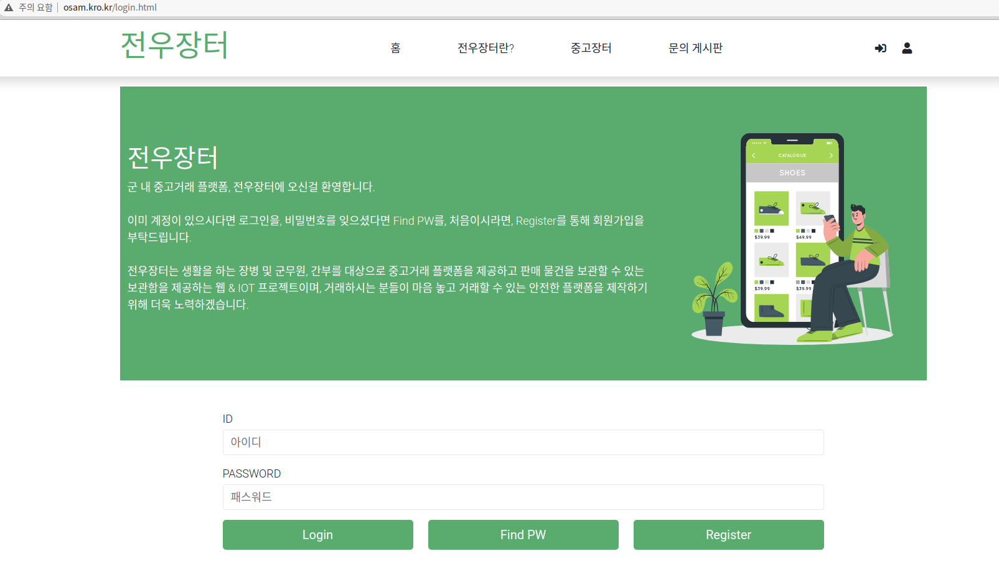 주의 요함 | osam.kro.kr/login.html
전우장터
홈 전우장터란? 중고장터 문의 게시판
전우장터
군 내 중고거래 플랫폼, 전우장터에 오신걸 환영합니다.
이미 계정이 있으시다면 로그인을, 비밀번호를 잊으셨다면 Find PW를, 처음이시라면, Register를 통해 회원가입을
부탁드립니다.
전우장터는 생활을 하는 장병 및 군무원, 간부를 대상으로 중고거래 플랫폼을 제공하고 판매 물건을 보관할 수 있는
보관함을 제공하는 웹 & IOT 프로젝트이며, 거래하시는 분들이 마음 놓고 거래할 수 있는 안전한 플랫폼을 제작하기
위해 더욱 노력하겠습니다.
CATALOGUE
SHOES
$39.99 $49.99
$39.99 $39.9
ID
아이디
PASSWORD
패스워드
Login Find PW Register